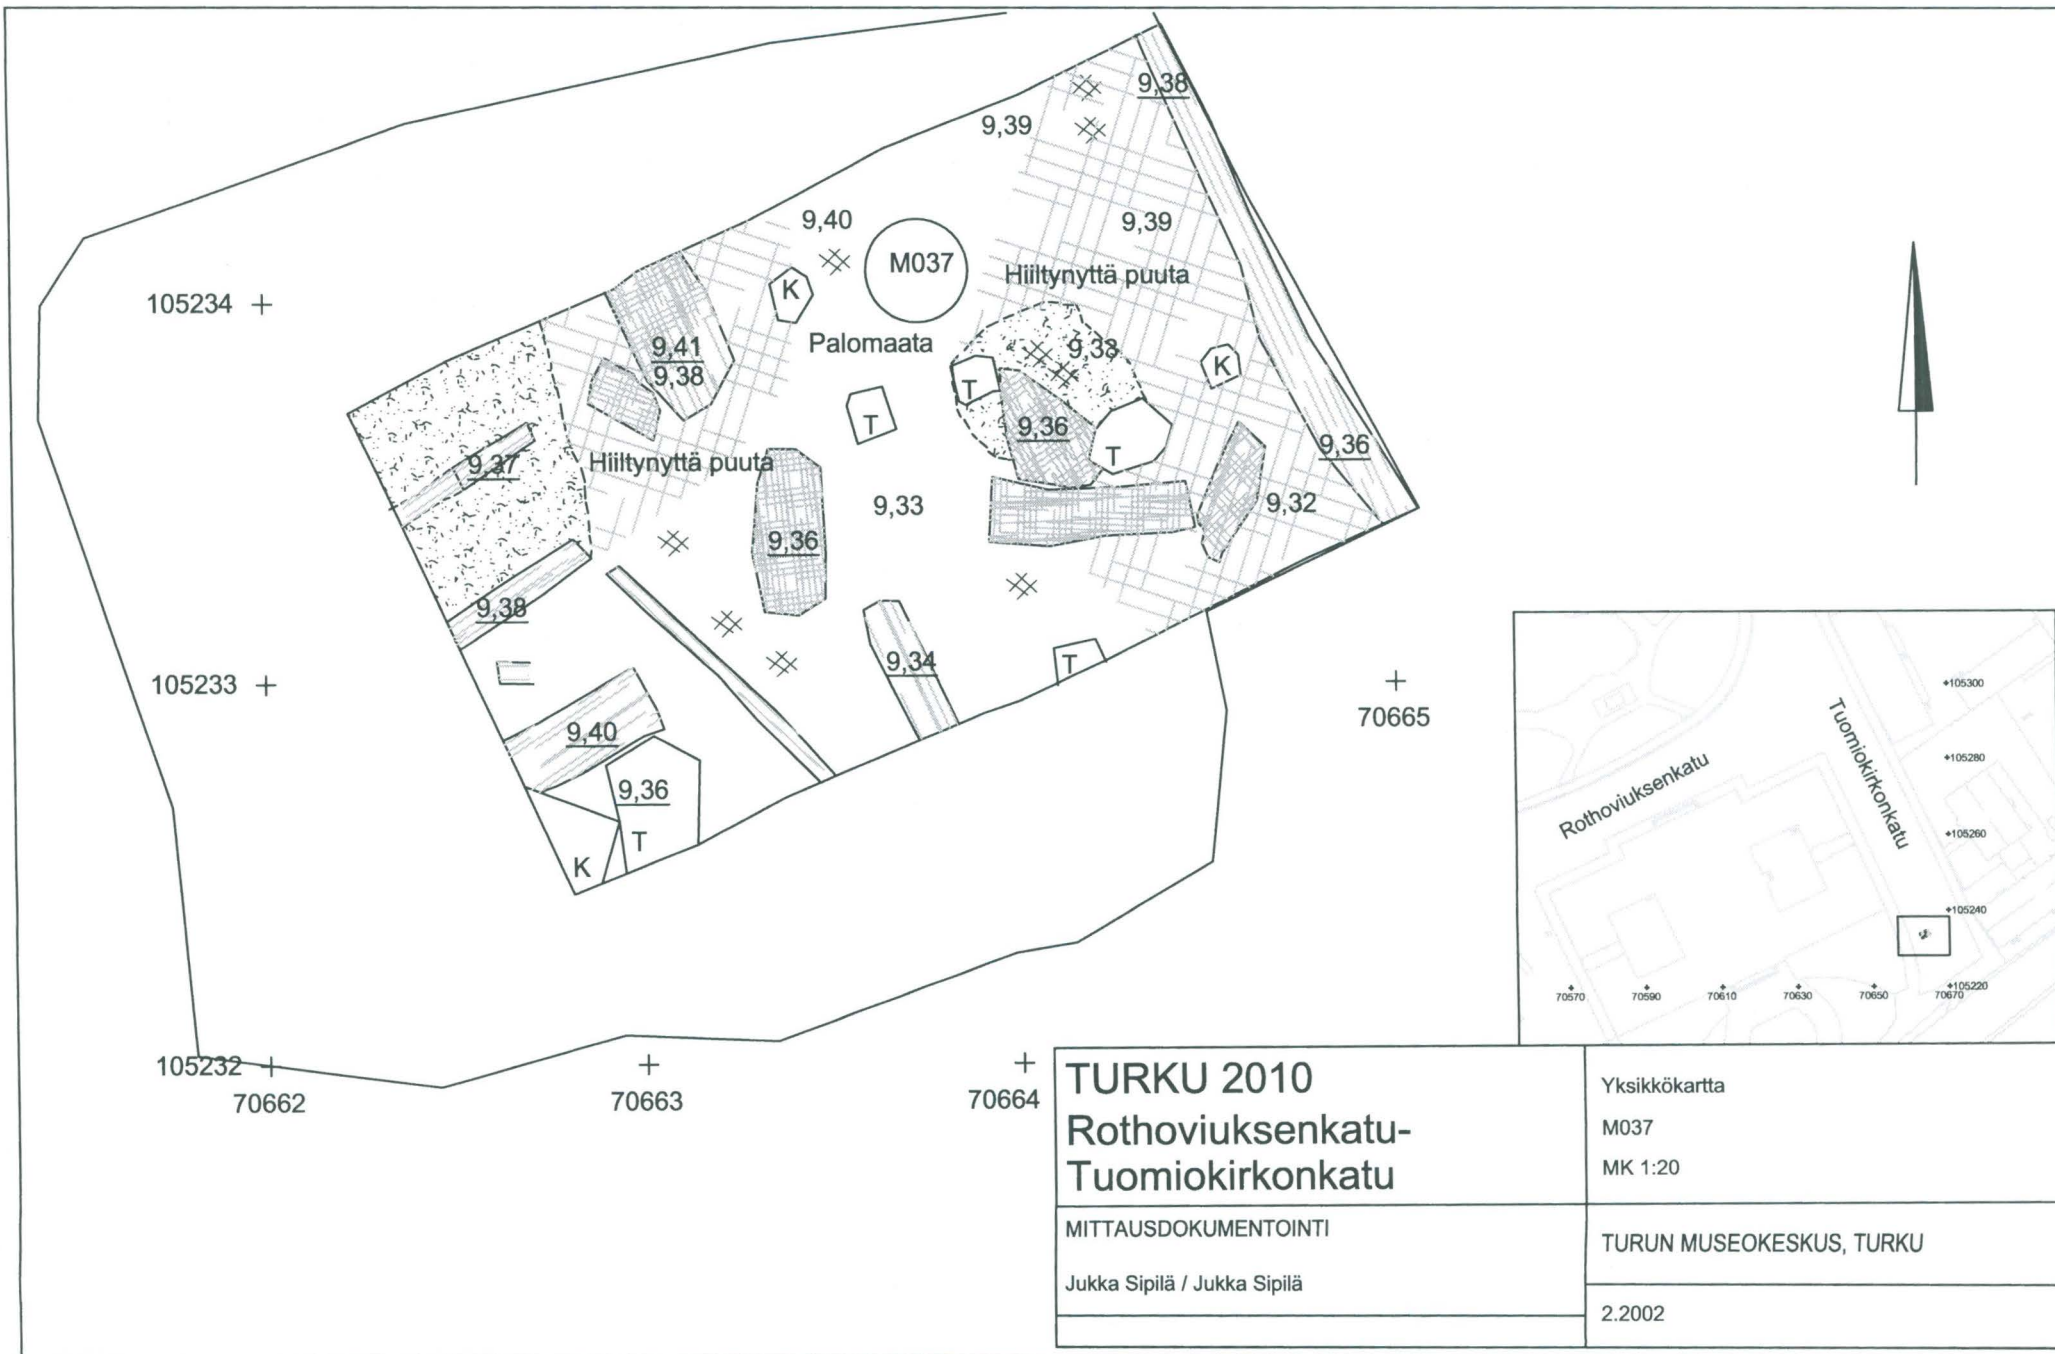 9,38
9,39
9,40
9,39
M037
Hiiltynyttä puuta
105234
K
Palomaata
9,41
9,38
9,38
K
T
T
9,36
9,36
T
9,37
Hiiltynyttä puuta
9,33
9,32
9,36
9,38
9,34
T
105233
70665
9,40
9,36
T
K
105232
70662
70663
70664
Rothoviuksenkatu
Tuomiokirkonkatu
105300
105280
105260
105240
105220
70570
70590
70610
70630
70650
70670
TURKU 2010
Rothoviuksenkatu-
Tuomiokirkonkatu
Yksikkökartta
M037
MK 1:20
MITTAUSDOKUMENTOINTI
Jukka Sipilä / Jukka Sipilä
TURUN MUSEOKESKUS, TURKU
2.2002